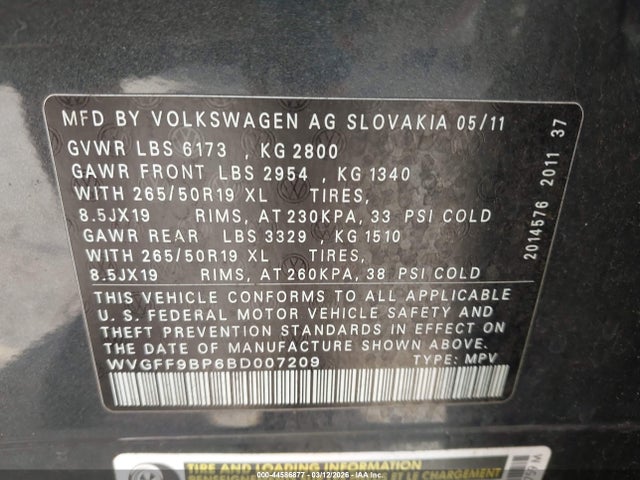 MFD BY VOLKSWAGEN AG SLOVAKIA 05/11
GVWR LBS 6173 , KG 2800
GAWR FRONT LBS 2954 , KG 1340
WITH 265/50R19 XL TIRES,
8.5JX19 RIMS, AT 230KPA, 33 PSI COLD
GAWR REAR LBS 3329 , KG 1510
WITH 265/50R19 XL TIRES,
8.5JX19 RIMS, AT 260KPA, 38 PSI COLD
THIS VEHICLE CONFORMS TO ALL APPLICABLE
U. S. FEDERAL MOTOR VEHICLE SAFETY AND
THEFT PREVENTION STANDARDS IN EFFECT ON
THE DATE OF MANUFACTURE SHOWN ABOVE.
WVGFF9BP6BD007209 TYPE: MPV
2014576 2011 37
TIRE AND LOADING INFORMATION
LE CHARGEMENT
000-44586877 - 03/12/2026 - IAA Inc.